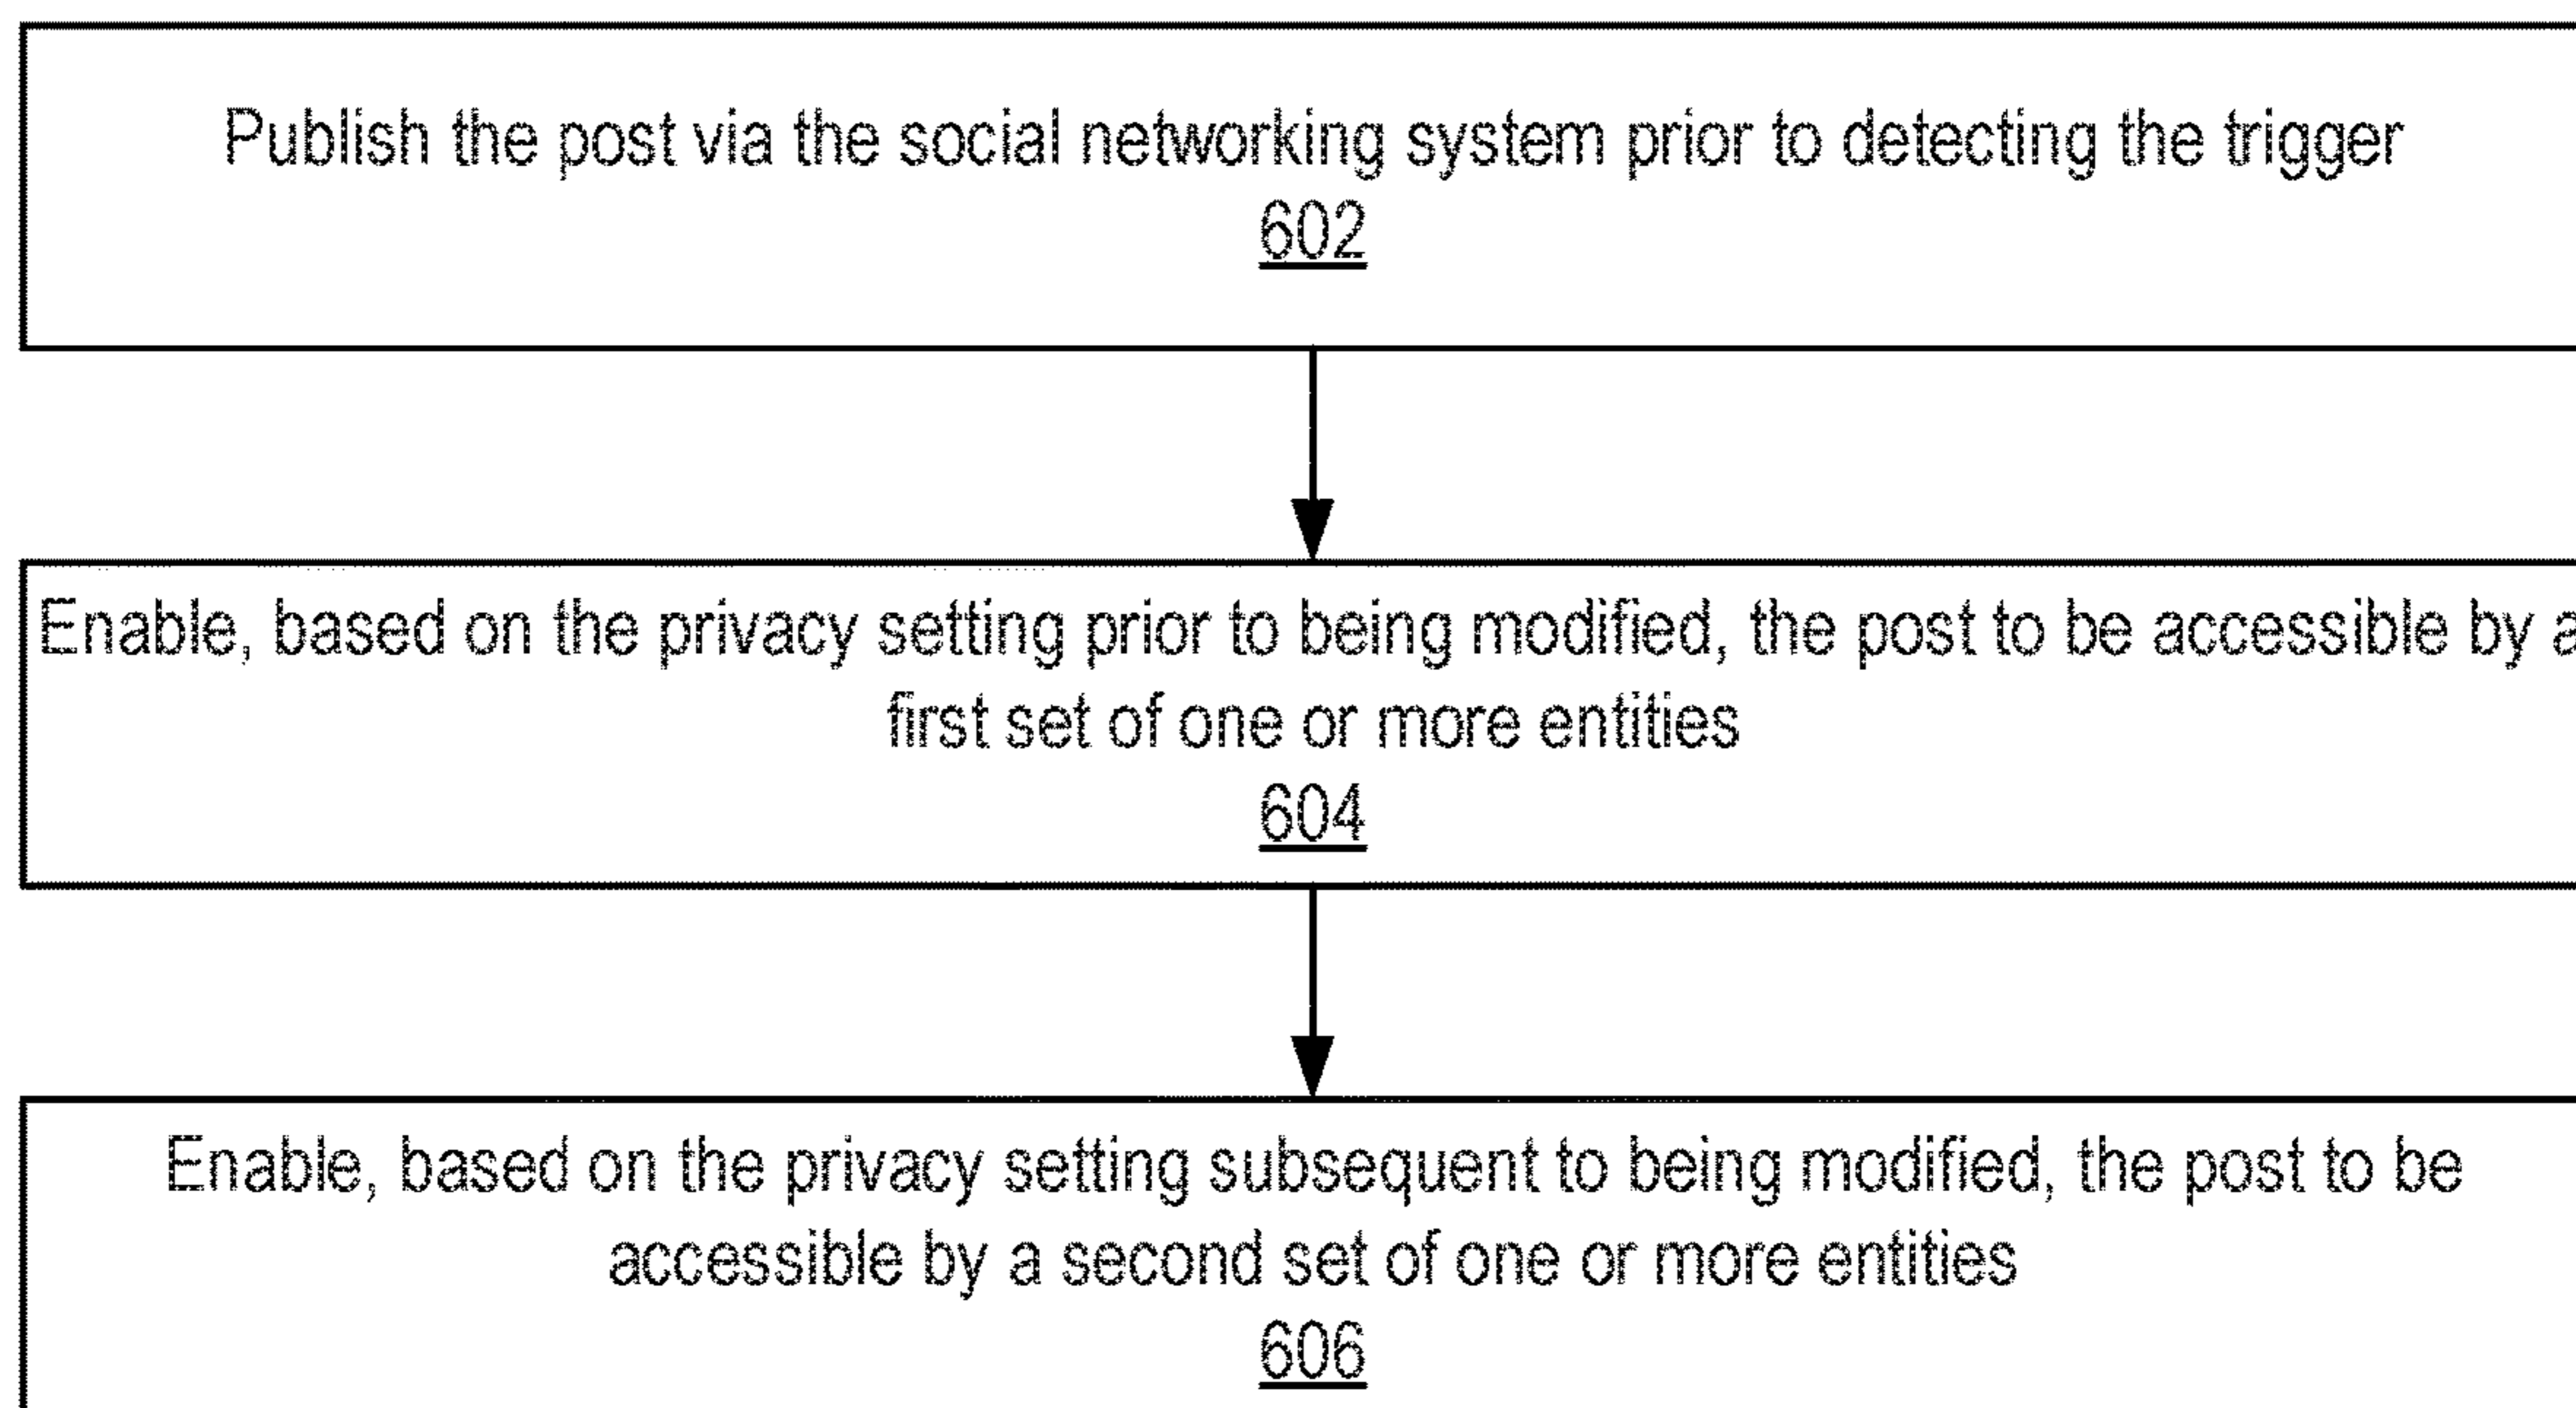 Publish the post via the social networking system prior to detecting the trigger
602
Enable, based on the privacy setting prior to being modified, the post to be accessible by a
first set of one or more entities
604
Enable, based on the privacy setting subsequent to being modified, the post to be
accessible by a second set of one or more entities
606